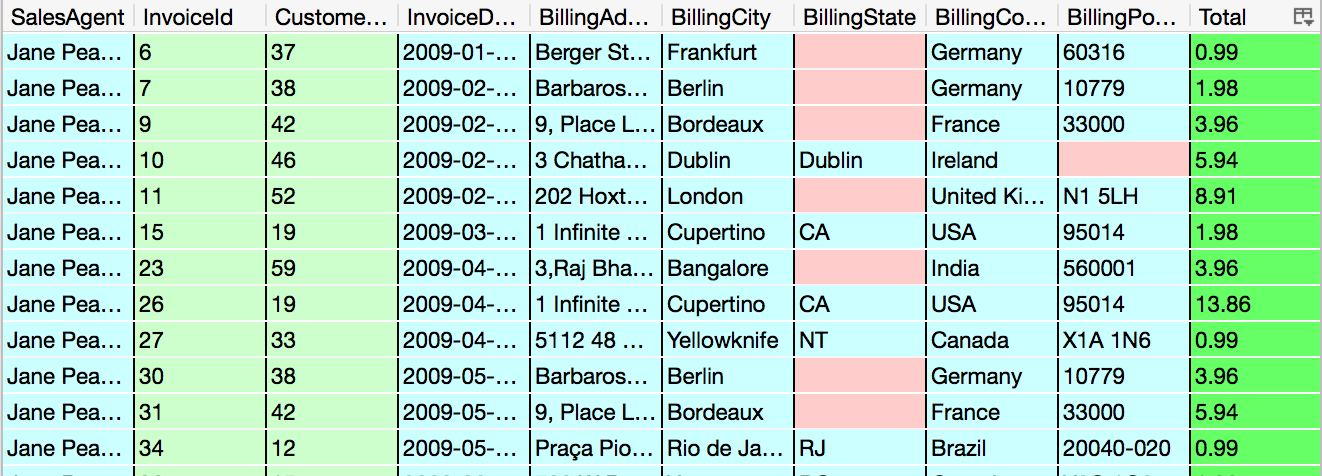 SalesAgent InvoiceId Custome... InvoiceD... BillingAd... BillingCity BillingState BillingCo... BillingPo... Total
Jane Pea... 6 37 2009-01-... Berger St... Frankfurt Germany 60316 0.99
Jane Pea... 7 38 2009-02-... Barbaros... Berlin Germany 10779 1.98
Jane Pea... 9 42 2009-02-... 9, Place L... Bordeaux France 33000 3.96
Jane Pea... 10 46 2009-02-... 3 Chatha... Dublin Dublin Ireland 5.94
Jane Pea... 11 52 2009-02-... 202 Hoxt... London United Ki... N1 5LH 8.91
Jane Pea... 15 19 2009-03-... 1 Infinite ... Cupertino CA USA 95014 1.98
Jane Pea... 23 59 2009-04-... 3,Raj Bha... Bangalore India 560001 3.96
Jane Pea... 26 19 2009-04-... 1 Infinite ... Cupertino CA USA 95014 13.86
Jane Pea... 27 33 2009-04-... 5112 48 ... Yellowknife NT Canada X1A 1N6 0.99
Jane Pea... 30 38 2009-05-... Barbaros... Berlin Germany 10779 3.96
Jane Pea... 31 42 2009-05-... 9, Place L... Bordeaux France 33000 5.94
Jane Pea... 34 12 2009-05-... Praça Pio... Rio de Ja... RJ Brazil 20040-020 0.99